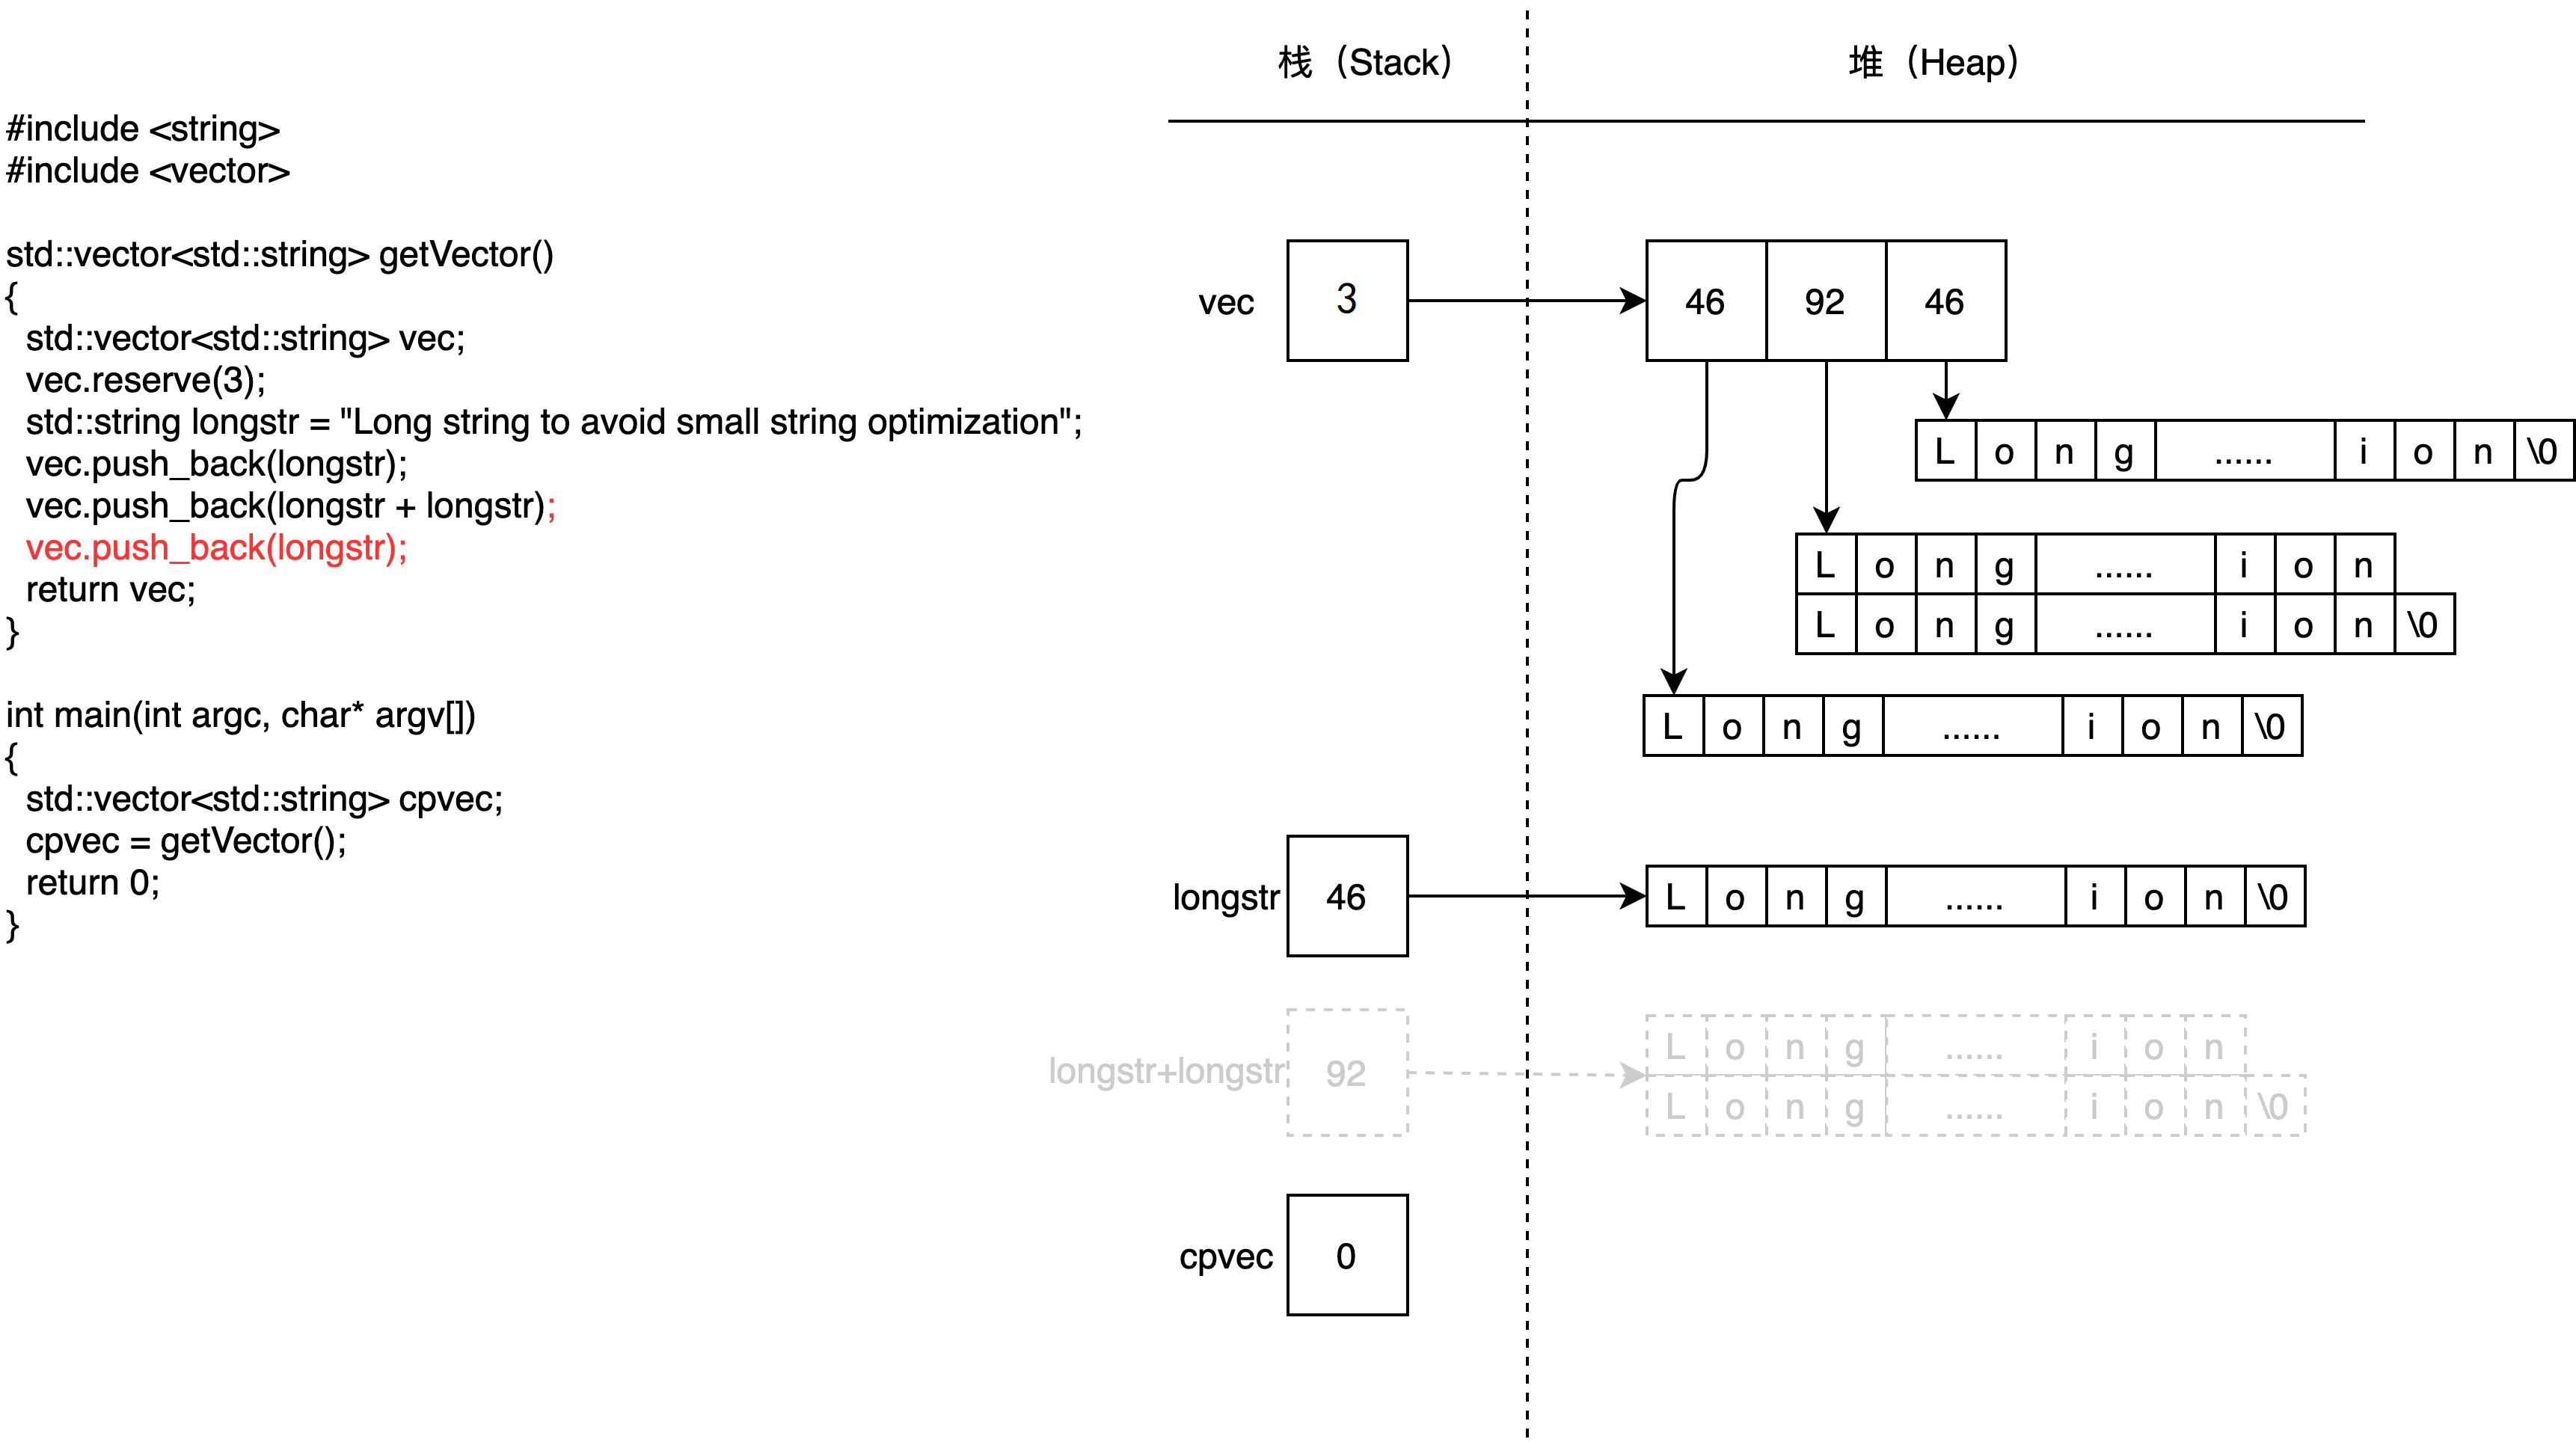 栈（Stack）
堆（Heap）
#include <string>
#include <vector>
std::vector<std::string> getVector()
{
std::vector<std::string> vec;
vec.reserve(3);
std::string longstr = "Long string to avoid small string optimization";
vec.push_back(longstr);
vec.push_back(longstr + longstr);
vec.push_back(longstr);
return vec;
}
int main(int argc, char* argv[])
{
std::vector<std::string> cpvec;
cpvec = getVector();
return 0;
}
vec 3 46 92 46
L o n g ...... i o n \0
L o n g ...... i o n
L o n g ...... i o n \0
L o n g ...... i o n \0
longstr 46 L o n g ...... i o n \0
longstr+longstr 92 L o n g ...... i o n
L o n g ...... i o n \0
cpvec 0